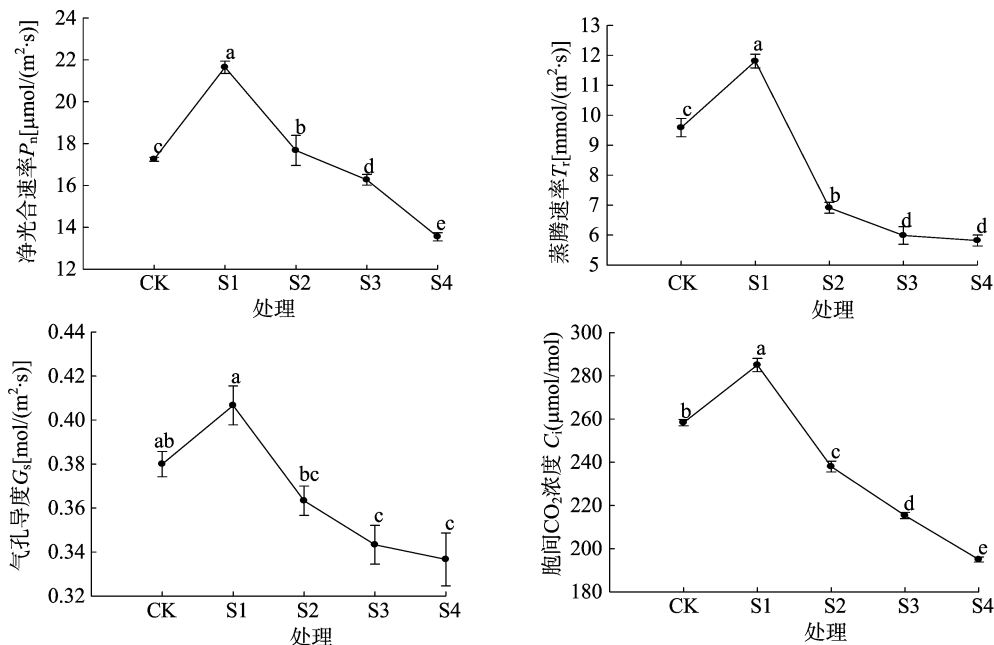 净光合速率Pn[μmol/(m²·s)]
24
22
20
18
16
14
12
c
a
b
d
e
CK S1 S2 S3 S4
处理
蒸腾速率Tr[mmol/(m²·s)]
13
12
11
10
9
8
7
6
5
c
a
b
d
d
CK S1 S2 S3 S4
处理
气孔导度Gs[mol/(m²·s)]
0.44
0.42
0.40
0.38
0.36
0.34
0.32
ab
a
bc
c
c
CK S1 S2 S3 S4
处理
胞间CO₂浓度 Ci(μmol/mol)
300
280
260
240
220
200
180
b
a
c
d
e
CK S1 S2 S3 S4
处理